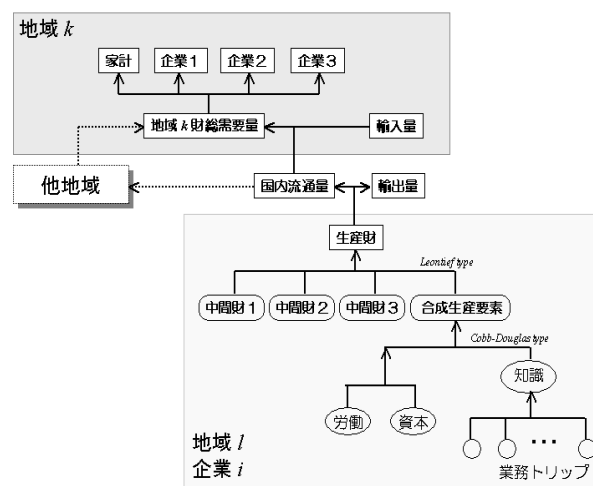 地域 k
家計
企業1
企業2
企業3
地域 k 財総需要量
輸入量
他地域
国内流通量
輸出量
生産財
Leontief type
中間財1
中間財2
中間財3
合成生産要素
Cobb-Douglas type
知識
労働
資本
地域 l
企業 i
業務トリップ